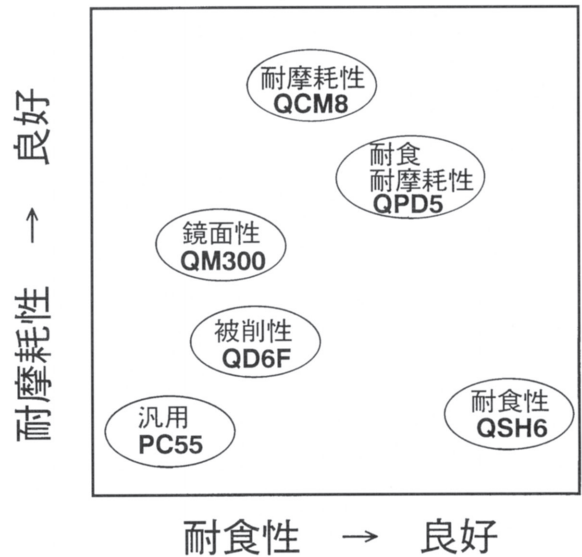 耐摩耗性 → 良好
耐摩耗性
QCM8
耐食
耐摩耗性
QPD5
鏡面性
QM300
被削性
QD6F
汎用
PC55
耐食性
QSH6
耐食性 → 良好